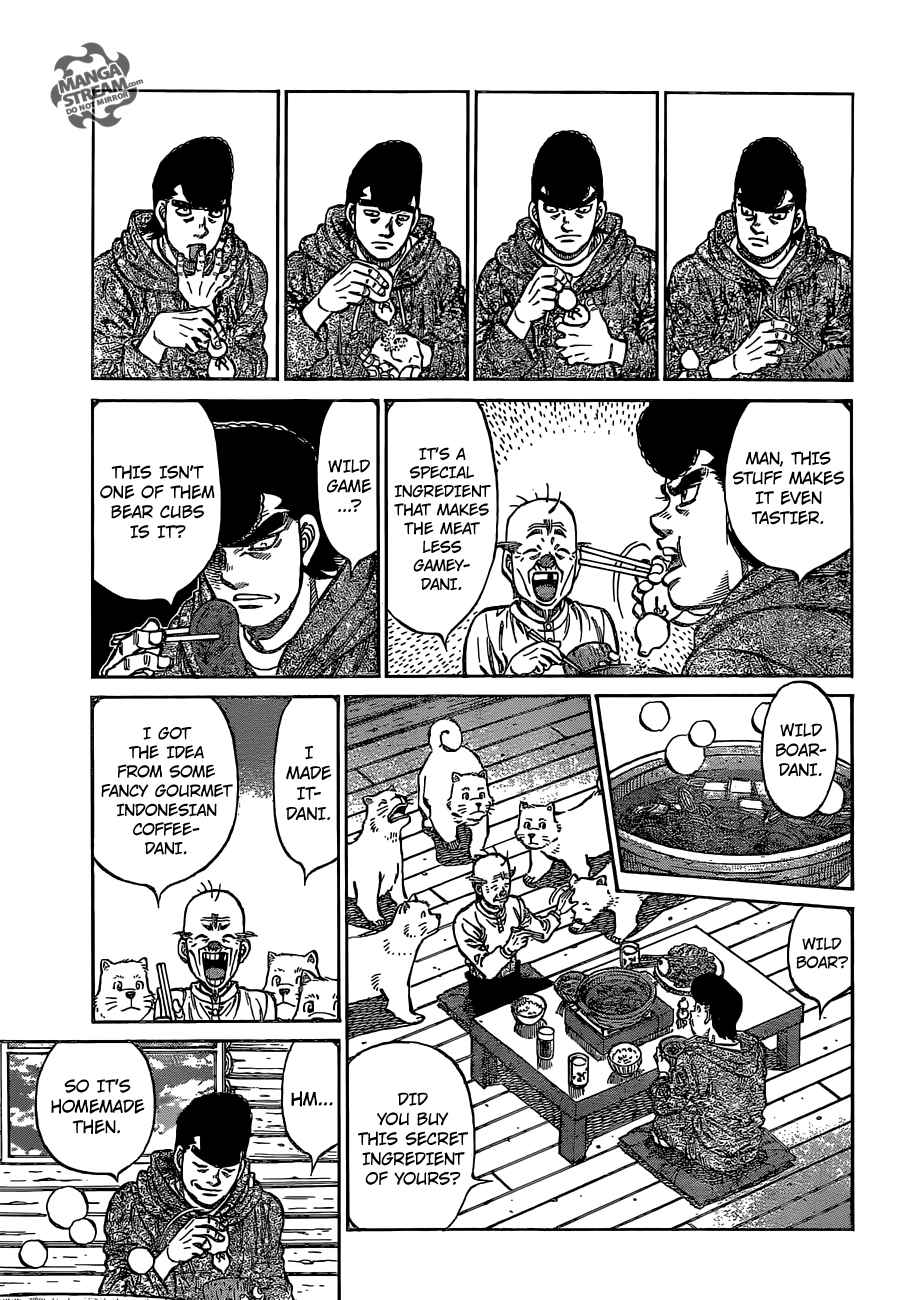 MANGA
STREAM.com
DO NOT MIRROR
MAN, THIS
STUFF MAKES
IT EVEN
TASTIER.
IT'S A
SPECIAL
INGREDIENT
THAT MAKES
THE MEAT
LESS
GAMEY-
DANI.
WILD
GAME
...?
THIS ISN'T
ONE OF THEM
BEAR CUBS
IS IT?
WILD
BOAR-
DANI.
WILD
BOAR?
DID
YOU BUY
THIS SECRET
INGREDIENT
OF YOURS?
I
MADE
IT-
DANI.
I GOT
THE IDEA
FROM SOME
FANCY GOURMET
INDONESIAN
COFFEE-
DANI.
HM...
SO IT'S
HOMEMADE
THEN.